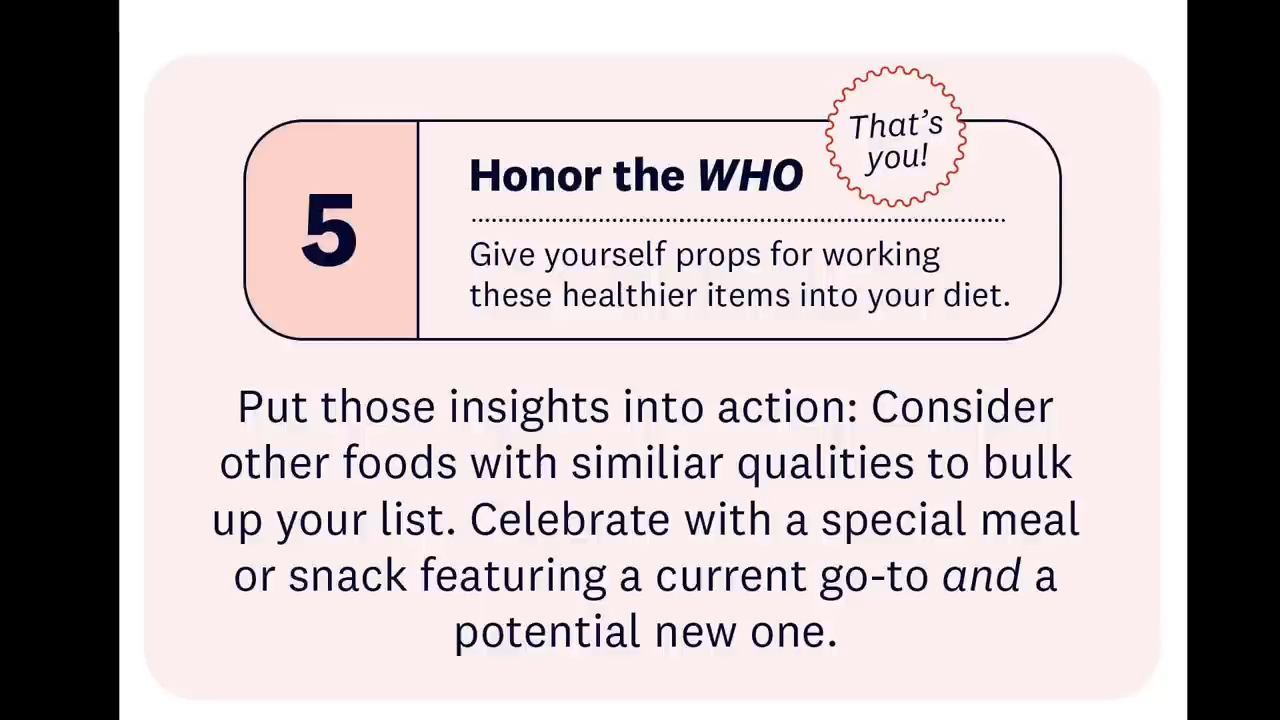 5
Honor the WHO
That's
you!
Give yourself props for working
these healthier items into your diet.
Put those insights into action: Consider
other foods with similiar qualities to bulk
up your list. Celebrate with a special meal
or snack featuring a current go-to and a
potential new one.